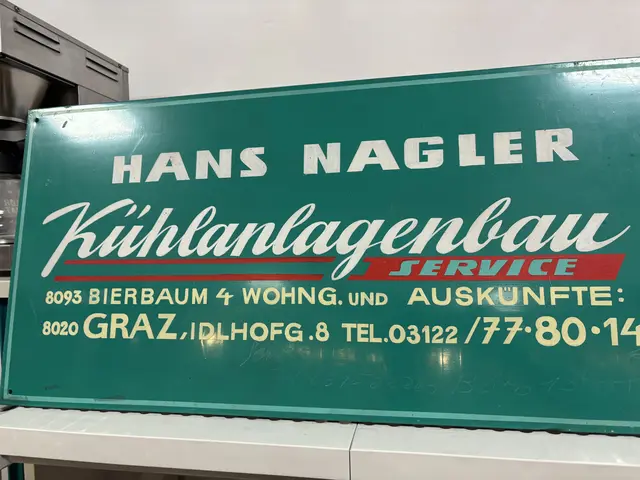 HANS NAGLER
Kühlanlagenbau
SERVICE
8093 BIERBAUM 4 WOHNG. UND AUSKÜNFTE:
8020 GRAZ, IDLHOFG.8 TEL.03122/77·80·14